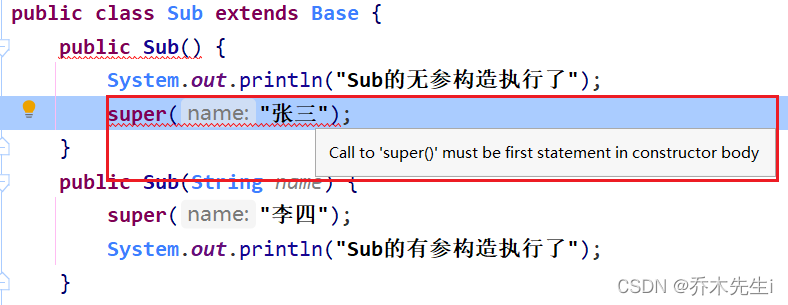 public class Sub extends Base {
public Sub() {
System.out.println("Sub的无参构造执行了");
super( name: "张三");
Call to 'super()' must be first statement in constructor body
}
public Sub(String name) {
super( name: "李四");
System.out.println("Sub的有参构造执行了");
}
CSDN @乔木先生i